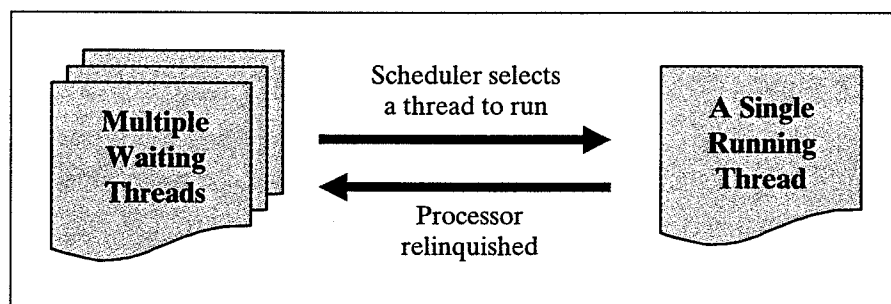 Multiple
Waiting
Threads
Scheduler selects
a thread to run
Processor
relinquished
A Single
Running
Thread